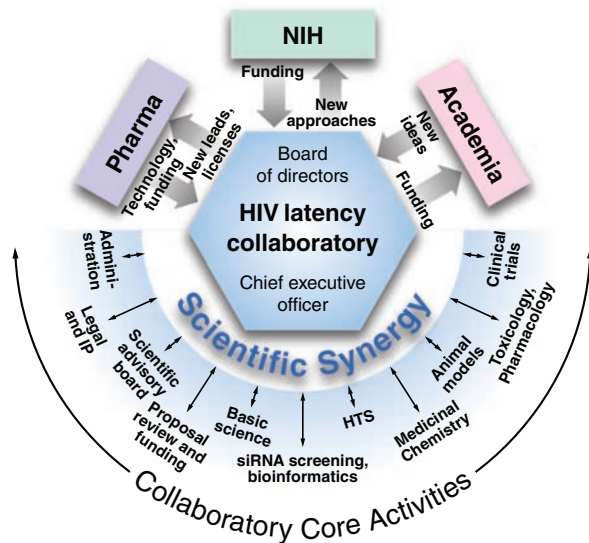 NIH
Funding
New
approaches
Pharma
Technology,
funding
New leads,
licenses
Academia
New
ideas
Funding
Board
of directors
HIV latency
collaboratory
Chief executive
officer
Scientific Synergy
Admini-
stration
Legal
and IP
Scientific
advisory
board
Proposal
review and
funding
Basic
science
siRNA screening,
bioinformatics
HTS
Medicinal
Chemistry
Animal
models
Toxicology,
Pharmacology
Clinical
trials
Collaboratory Core Activities